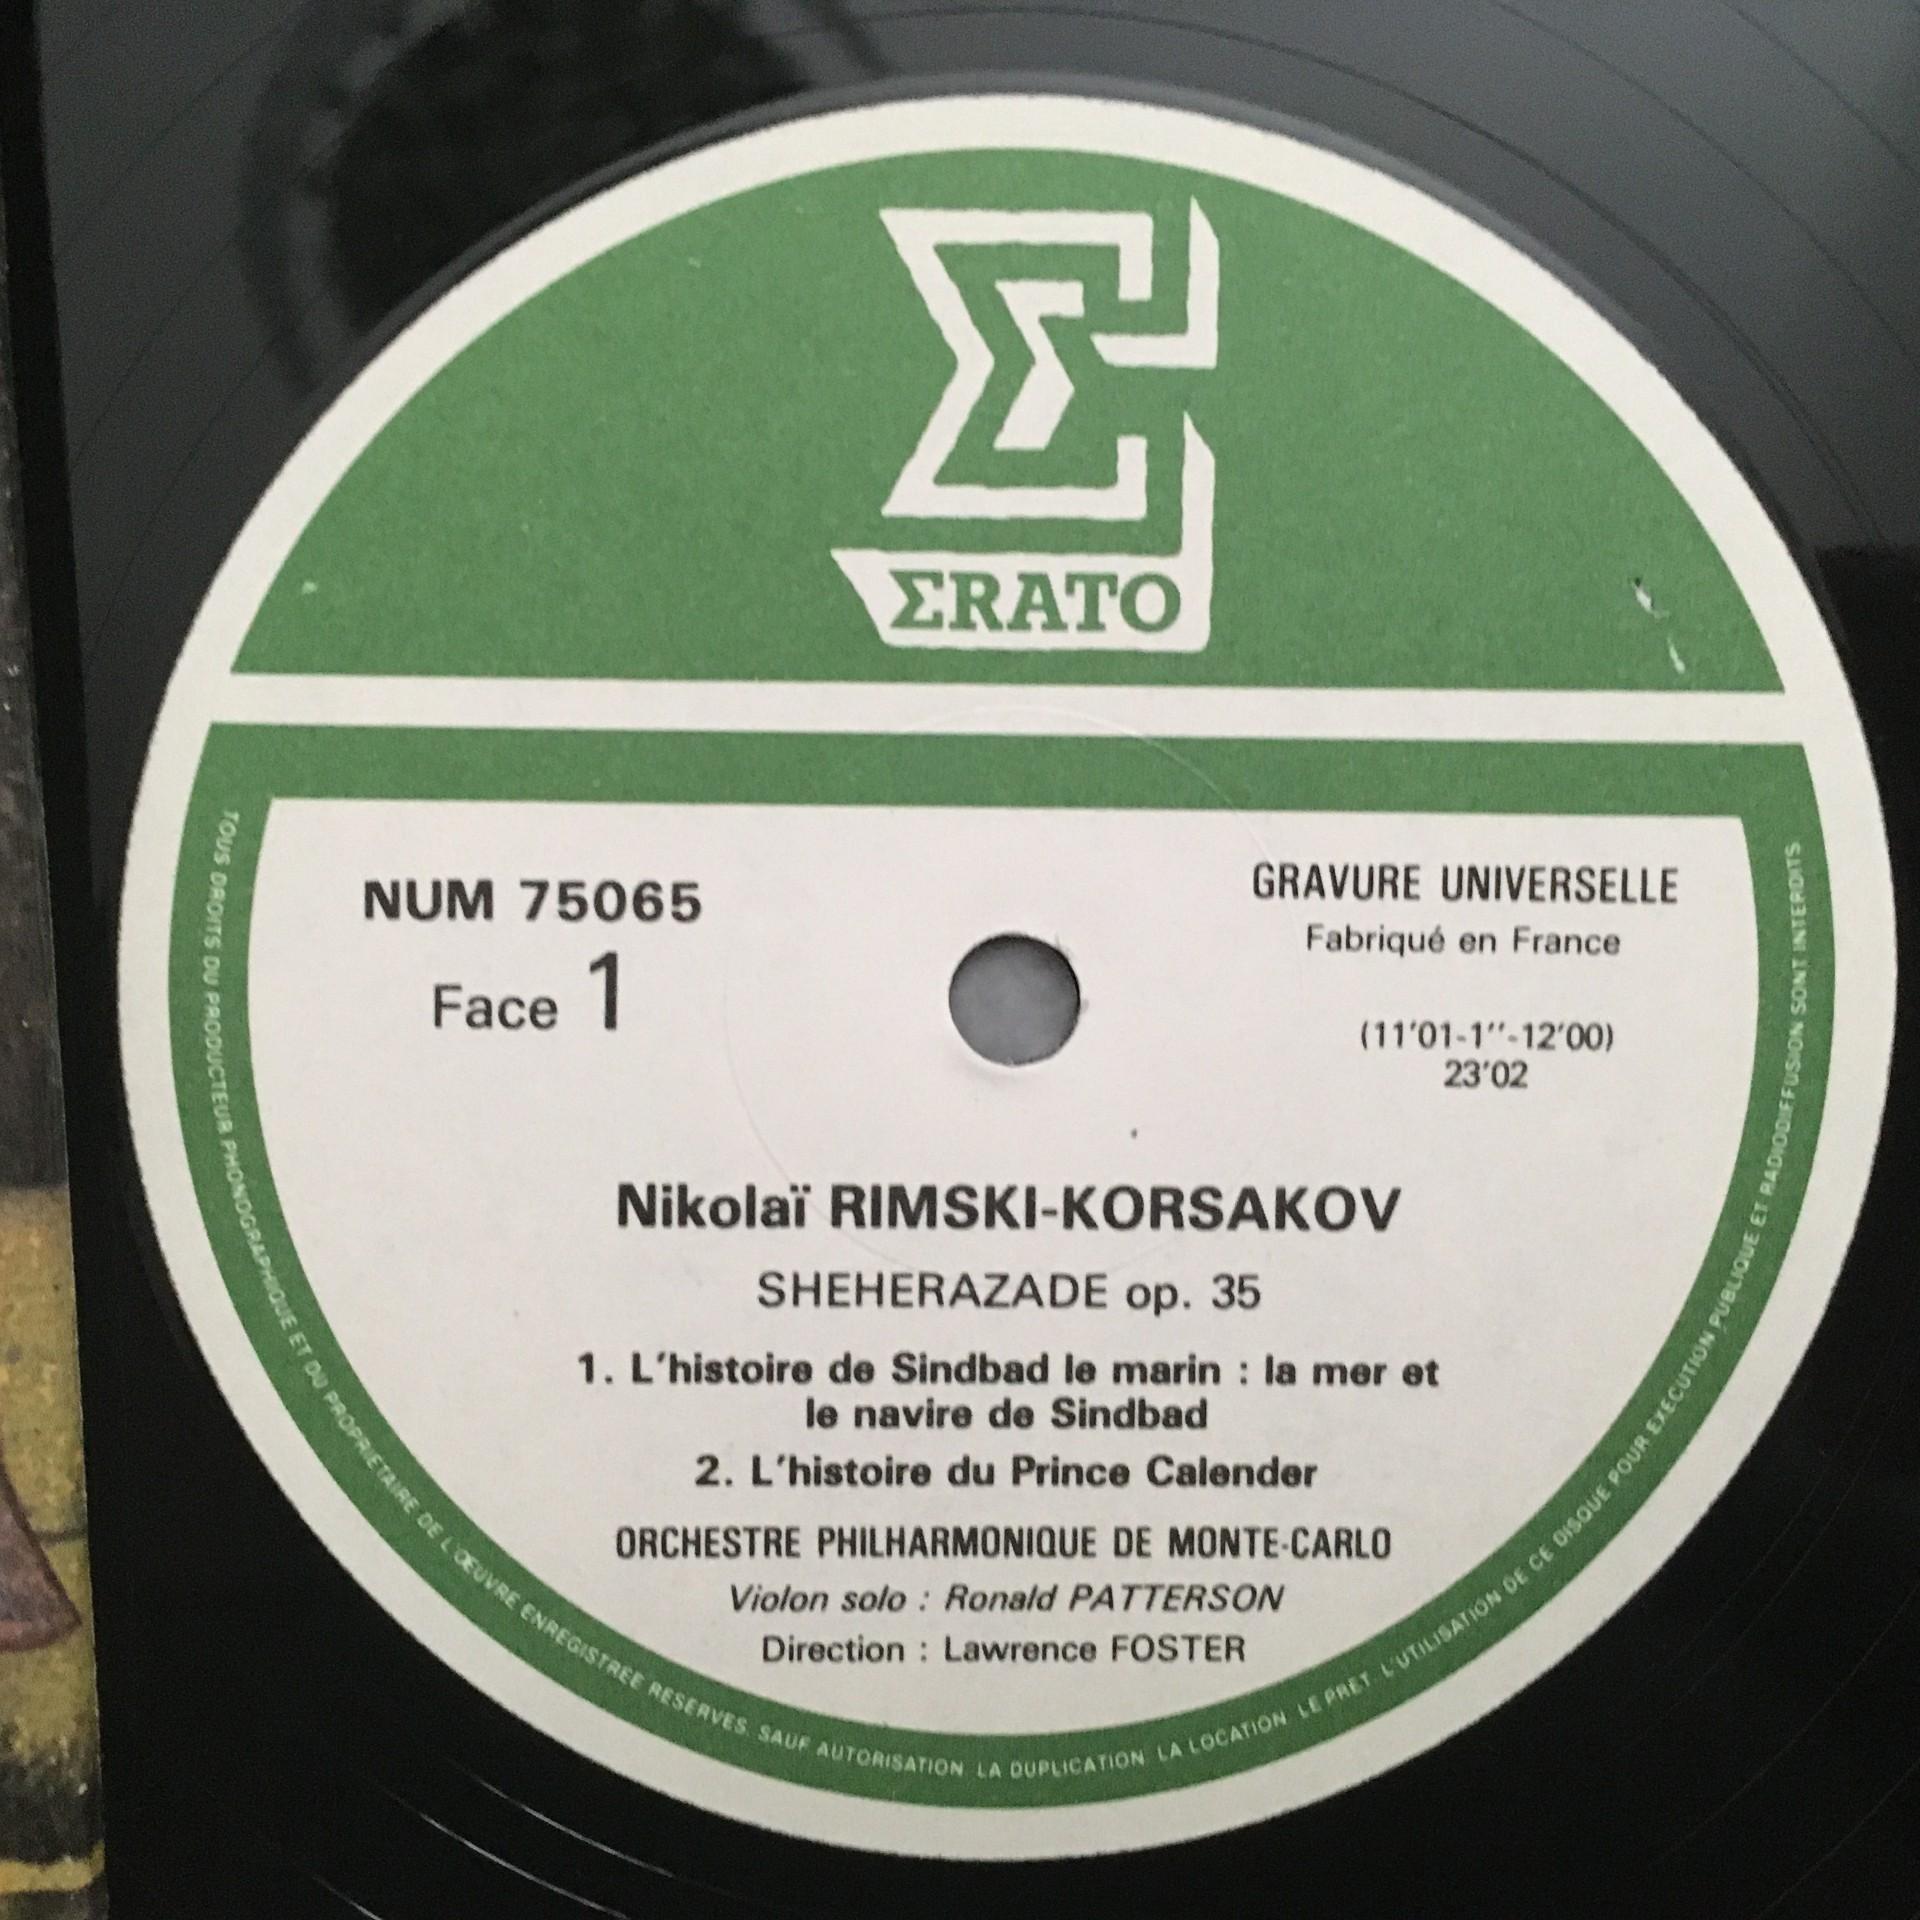 ΣRATO
NUM 75065
Face 1
GRAVURE UNIVERSELLE
Fabriqué en France
(11'01-1''-12'00)
23'02
Nikolaï RIMSKI-KORSAKOV
SHEHERAZADE op. 35
1. L'histoire de Sindbad le marin : la mer et
le navire de Sindbad
2. L'histoire du Prince Calender
ORCHESTRE PHILHARMONIQUE DE MONTE-CARLO
Violon solo : Ronald PATTERSON
Direction : Lawrence FOSTER
TOUS DROITS DU PRODUCTEUR PHONOGRAPHIQUE ET DU PROPRIETAIRE DE L'ŒUVRE ENREGISTREE RESERVES. SAUF AUTORISATION. LA DUPLICATION. LA LOCATION. LE PRET. L'UTILISATION DE CE DISQUE POUR EXECUTION PUBLIQUE ET RADIODIFFUSION SONT INTERDITS